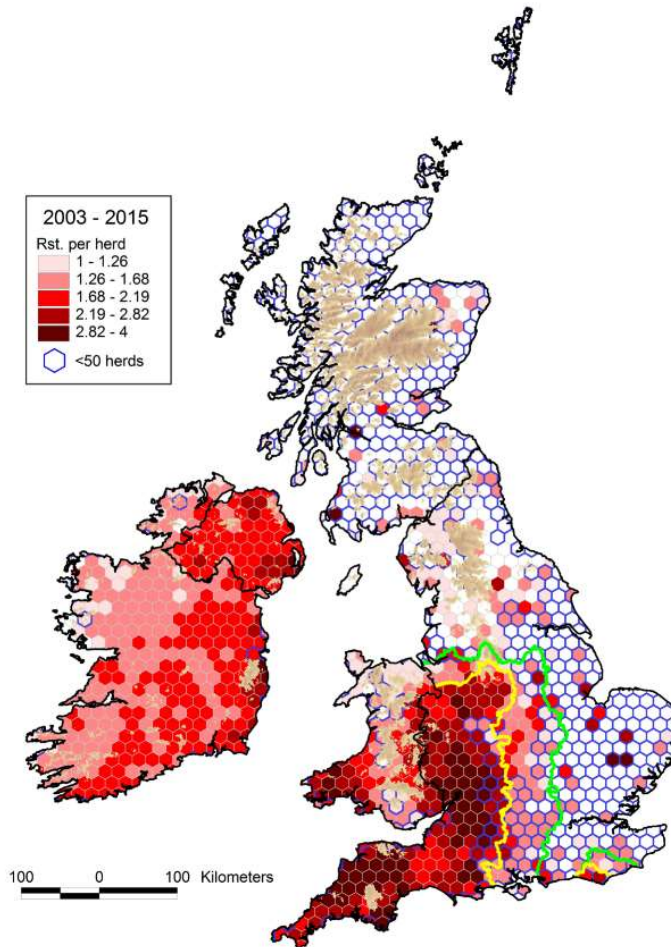 2003 - 2015
Rst. per herd
1 - 1.26
1.26 - 1.68
1.68 - 2.19
2.19 - 2.82
2.82 - 4
<50 herds
100 0 100 Kilometers